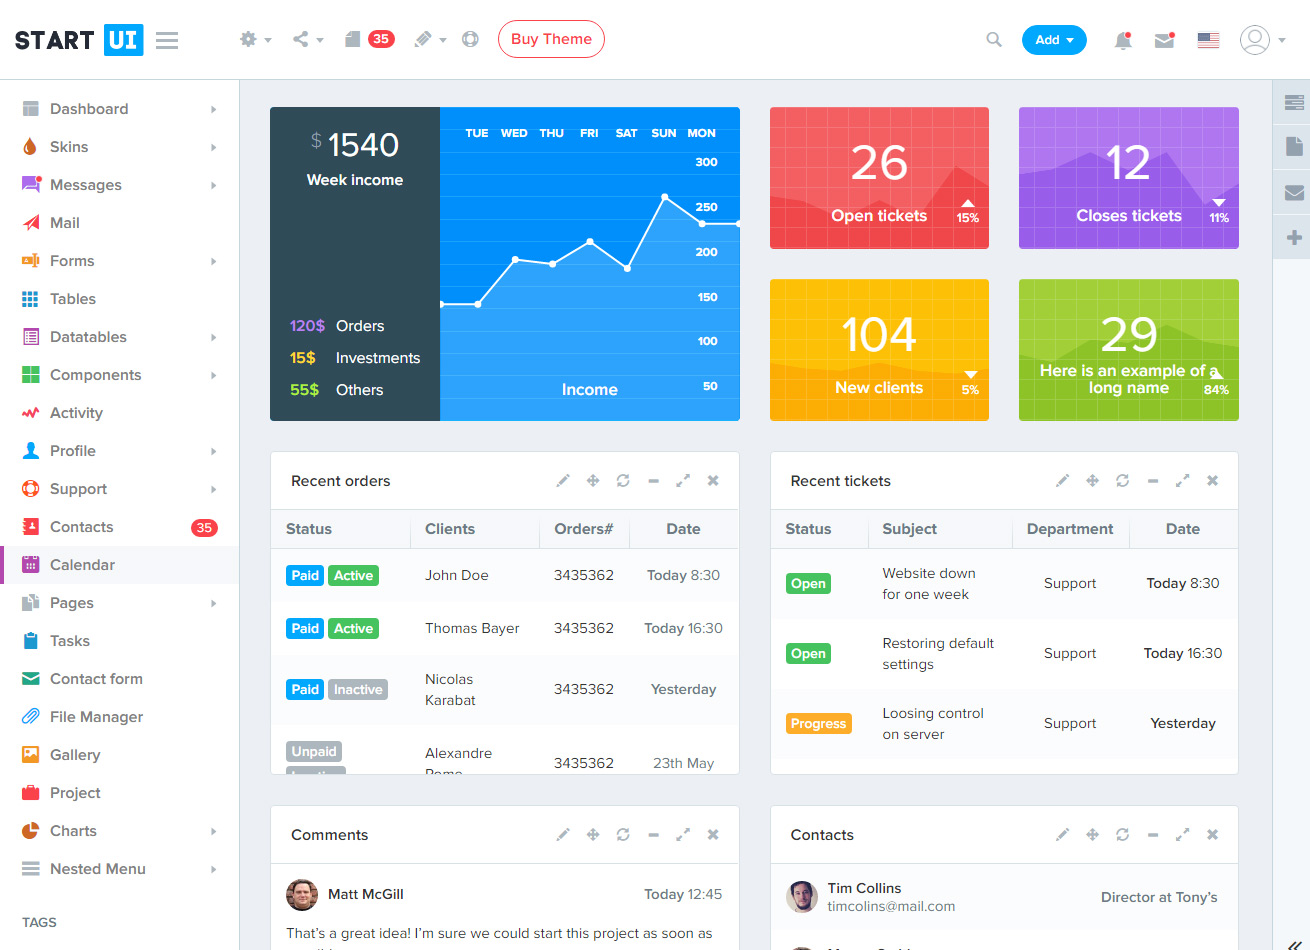 START UI
35
Buy Theme
Add
Dashboard
Skins
Messages
Mail
Forms
Tables
Datatables
Components
Activity
Profile
Support
Contacts 35
Calendar
Pages
Tasks
Contact form
File Manager
Gallery
Project
Charts
Nested Menu
TAGS
$ 1540
Week income
120$ Orders
15$ Investments
55$ Others
TUE WED THU FRI SAT SUN MON
300
250
200
150
100
50
Income
26
Open tickets
15%
12
Closes tickets
11%
104
New clients
5%
29
Here is an example of a
long name
84%
Recent orders
Status Clients Orders# Date
Paid Active John Doe 3435362 Today 8:30
Paid Active Thomas Bayer 3435362 Today 16:30
Paid Inactive Nicolas
Karabat 3435362 Yesterday
Unpaid Alexandre
3435362 23th May
Recent tickets
Status Subject Department Date
Open Website down
for one week Support Today 8:30
Open Restoring default
settings Support Today 16:30
Progress Loosing control
on server Support Yesterday
Comments
Matt McGill Today 12:45
That's a great idea! I'm sure we could start this project as soon as
Contacts
Tim Collins
timcolins@mail.com
Director at Tony's